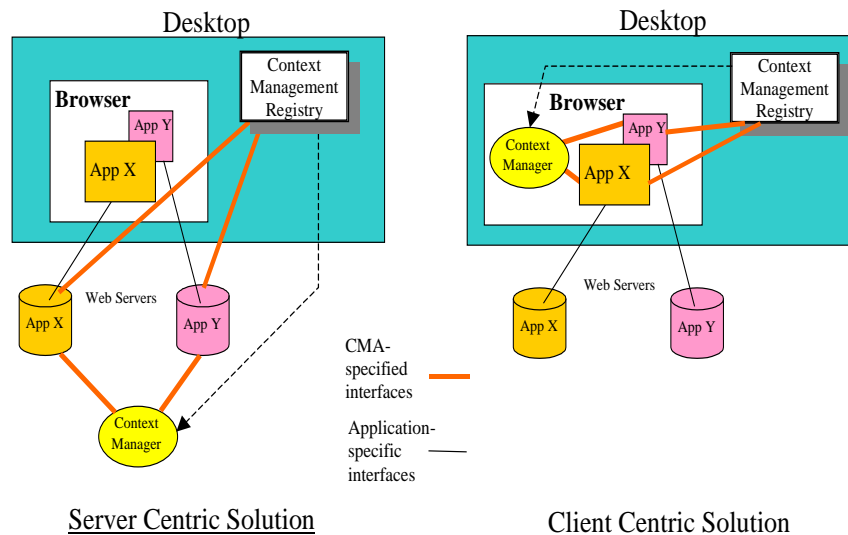 Desktop
Context
Management
Registry
Browser
App Y
App X
Web Servers
App X
App Y
Context
Manager
Server Centric Solution
CMA-
specified
interfaces
Application-
specific
interfaces
Desktop
Context
Management
Registry
Browser
App Y
Context
Manager
App X
Web Servers
App X
App Y
Client Centric Solution